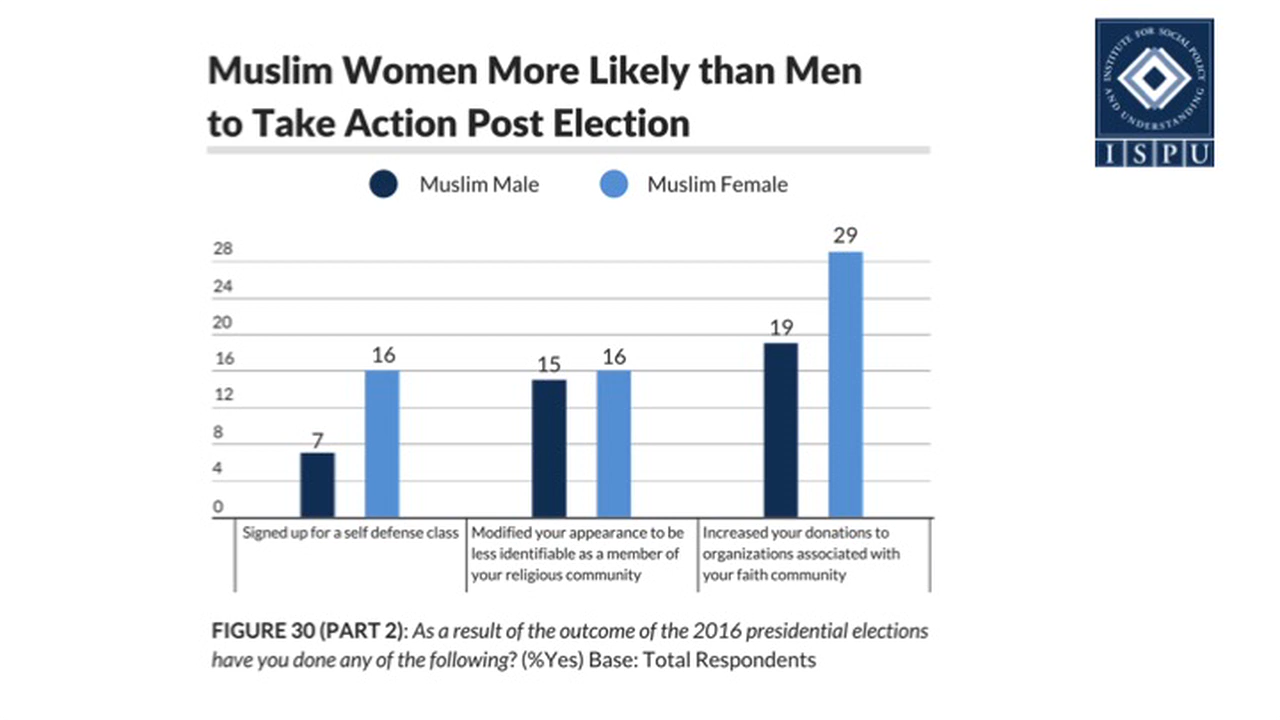 Muslim Women More Likely than Men
to Take Action Post Election
INSTITUTE FOR SOCIAL POLICY
AND UNDERSTANDING
ISPU
Muslim Male
Muslim Female
28
24
20
16
12
8
4
0
7
16
15
16
19
29
Signed up for a self defense class
Modified your appearance to be
less identifiable as a member of
your religious community
Increased your donations to
organizations associated with
your faith community
FIGURE 30 (PART 2): As a result of the outcome of the 2016 presidential elections
have you done any of the following? (%Yes) Base: Total Respondents